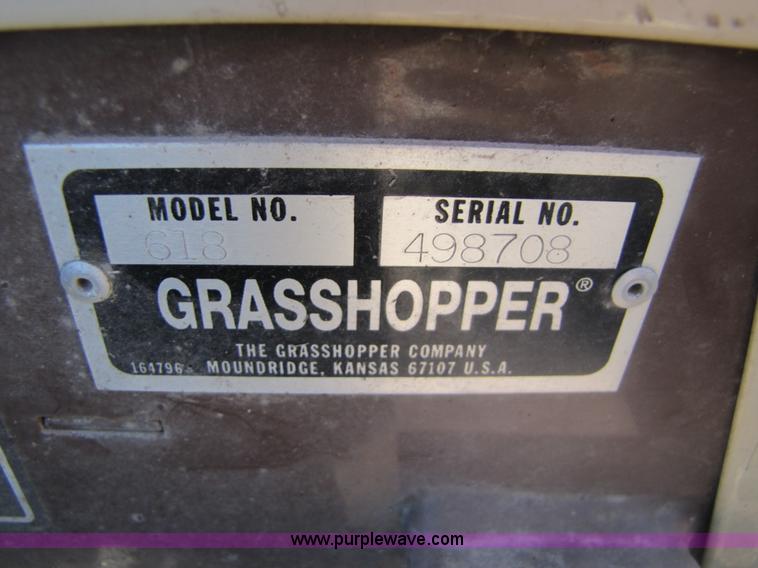 MODEL NO. SERIAL NO.
618 498708
GRASSHOPPER®
THE GRASSHOPPER COMPANY
164796 MOUNDRIDGE, KANSAS 67107 U.S.A.
www.purplewave.com